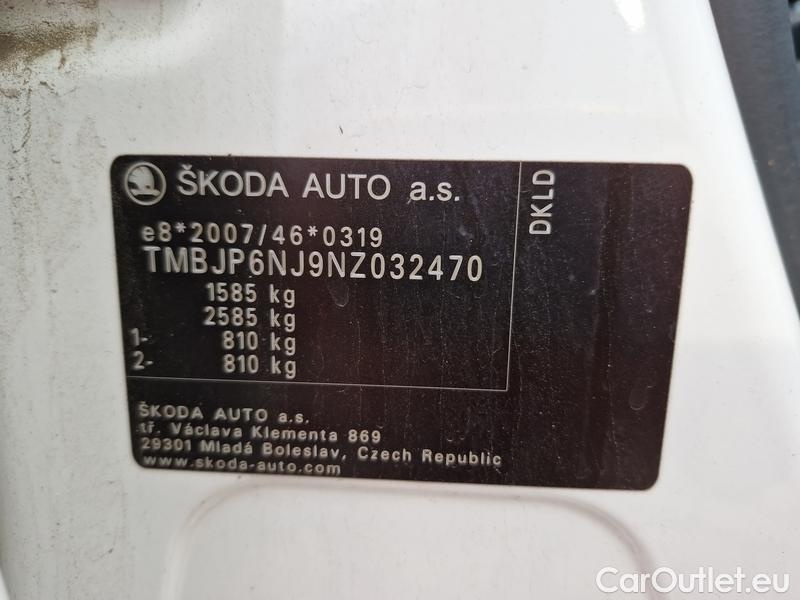 ŠKODA AUTO a.s.
DKLD
e8*2007/46*0319
TMBJP6NJ9NZ032470
1585 kg
2585 kg
1- 810 kg
2- 810 kg
ŠKODA AUTO a.s.
tř. Václava Klementa 869
29301 Mladá Boleslav, Czech Republic
www.skoda-auto.com
CarOutlet.eu